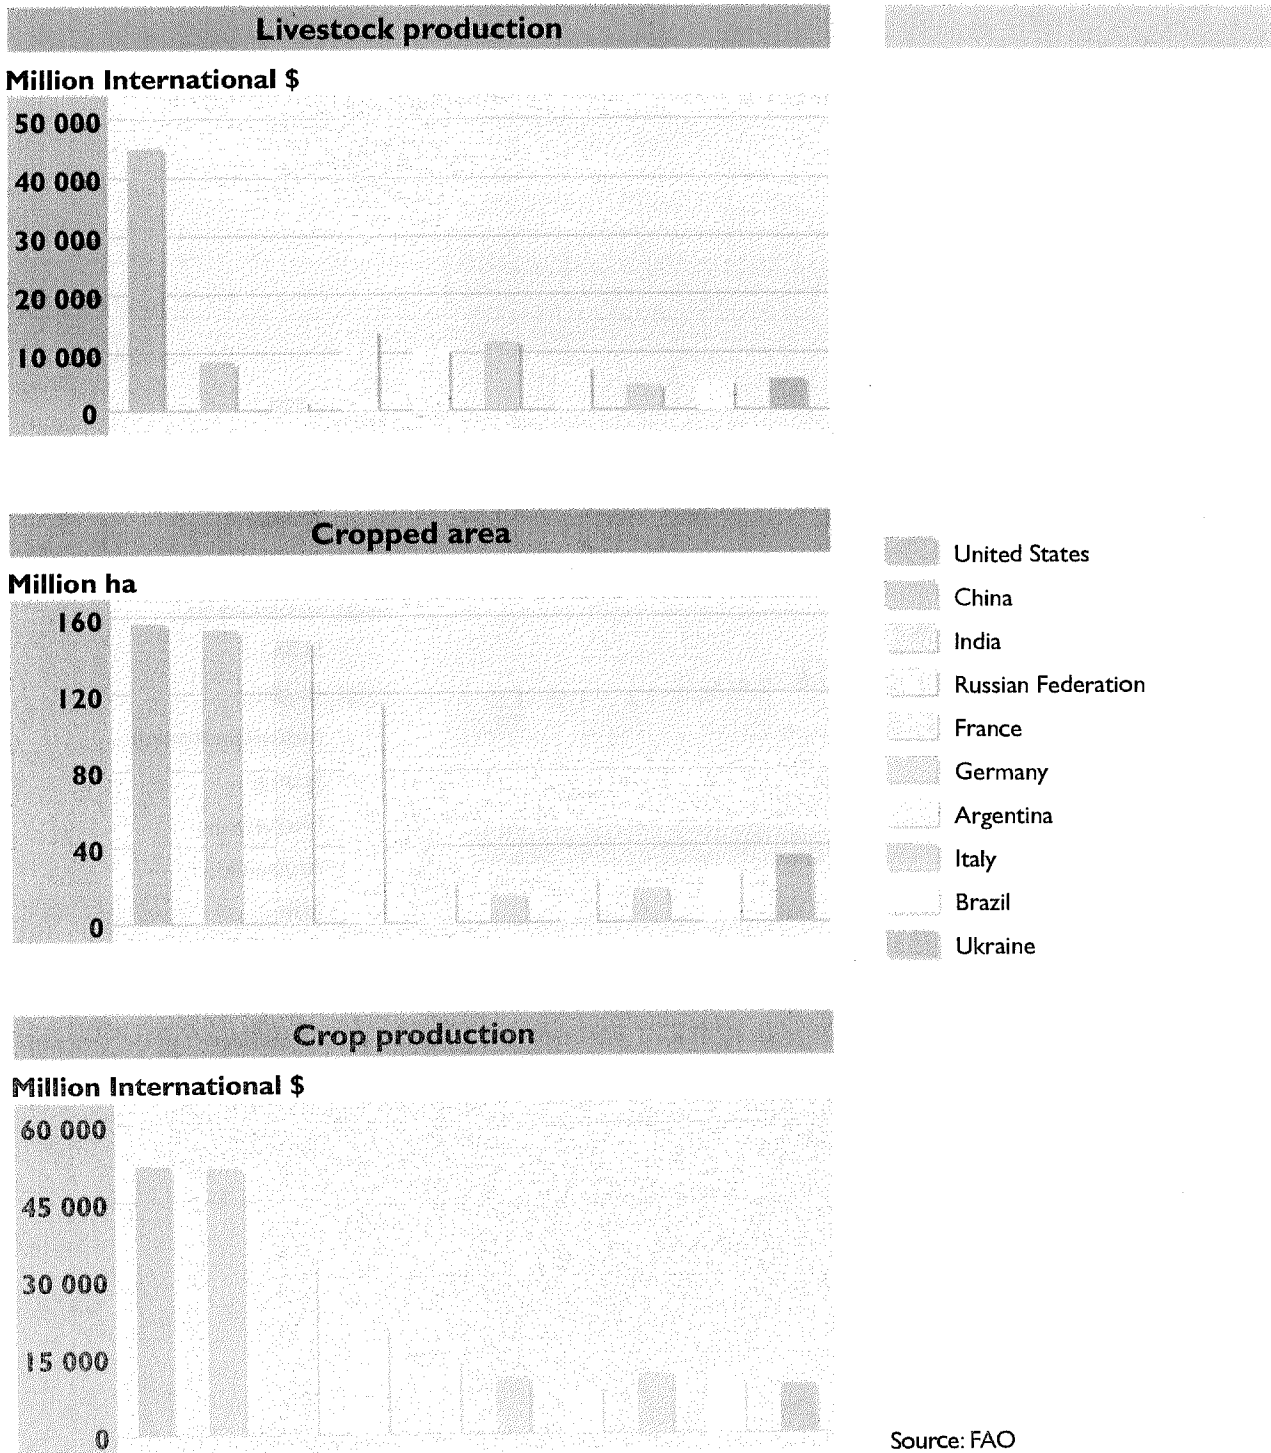 Livestock production
Million International $
50 000
40 000
30 000
20 000
10 000
0
Cropped area
Million ha
160
120
80
40
0
United States
China
India
Russian Federation
France
Germany
Argentina
Italy
Brazil
Ukraine
Crop production
Million International $
60 000
45 000
30 000
15 000
0
Source: FAO